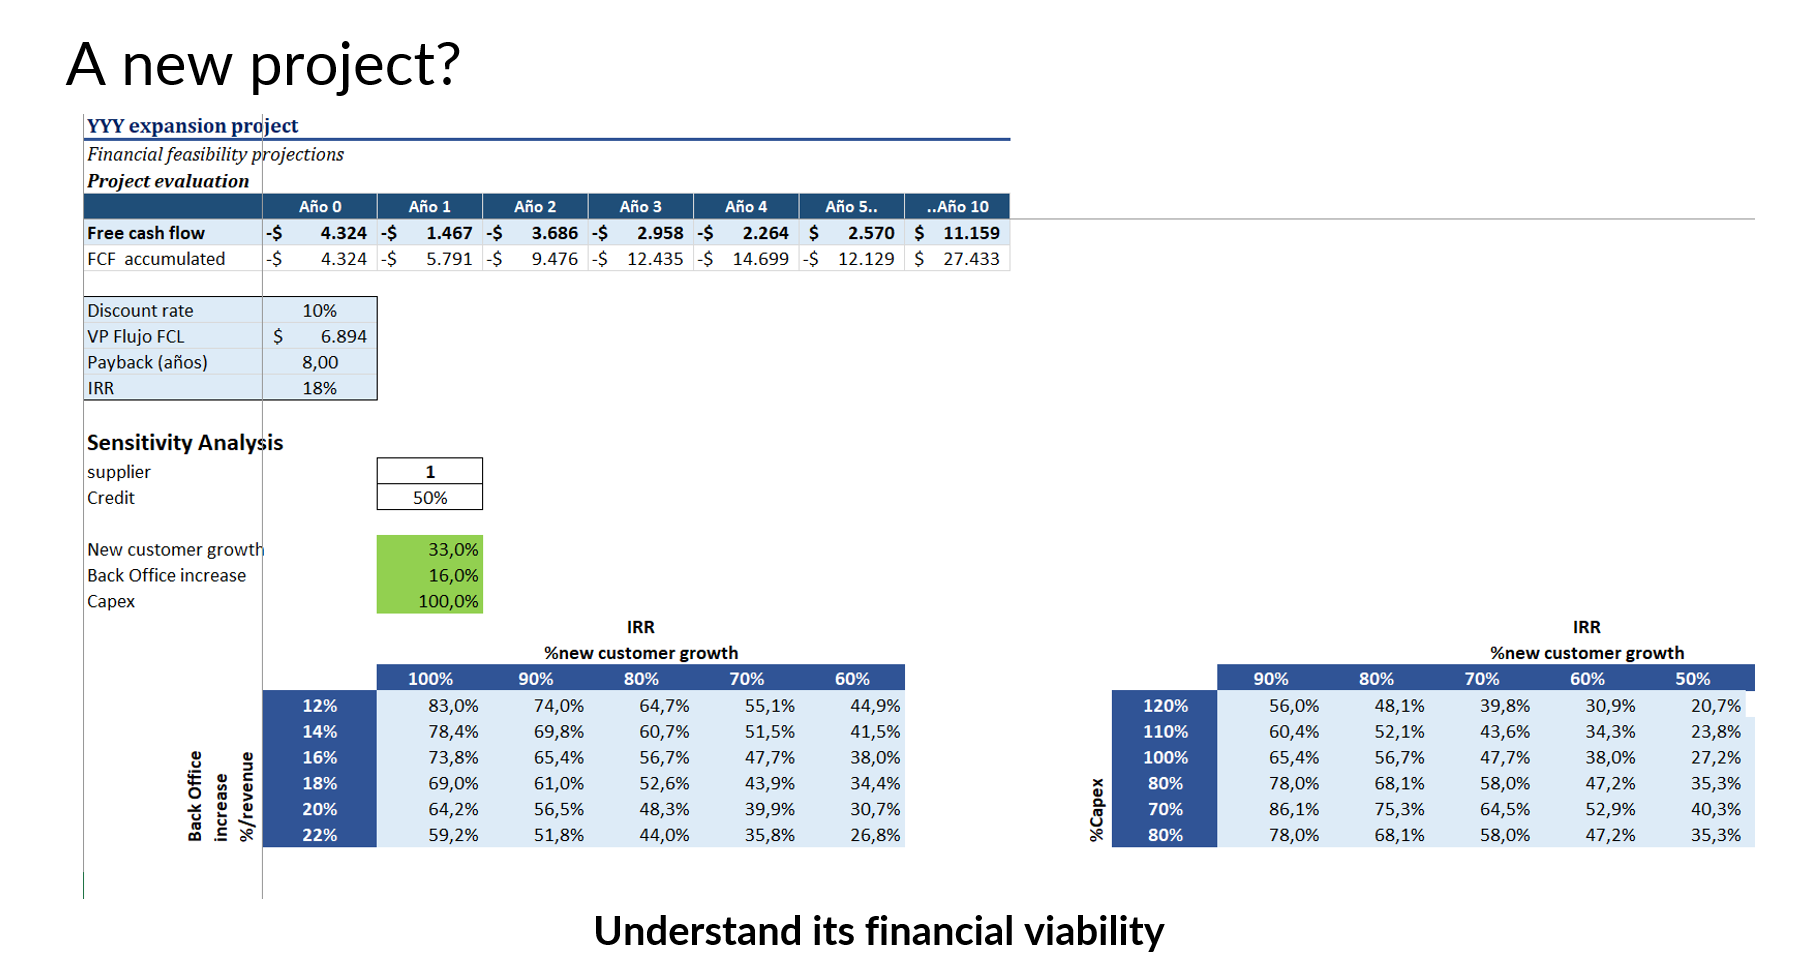 A new project?
YYY expansion project
Financial feasibility projections
Project evaluation
Año 0 Año 1 Año 2 Año 3 Año 4 Año 5.. ..Año 10
Free cash flow -$ 4.324 -$ 1.467 -$ 3.686 -$ 2.958 -$ 2.264 $ 2.570 $ 11.159
FCF accumulated -$ 4.324 -$ 5.791 -$ 9.476 -$ 12.435 -$ 14.699 -$ 12.129 $ 27.433
Discount rate 10%
VP Flujo FCL $ 6.894
Payback (años) 8,00
IRR 18%
Sensitivity Analysis
supplier 1
Credit 50%
New customer growth 33,0%
Back Office increase 16,0%
Capex 100,0%
IRR
%new customer growth
100% 90% 80% 70% 60%
Back Office
increase
%/revenue
12% 83,0% 74,0% 64,7% 55,1% 44,9%
14% 78,4% 69,8% 60,7% 51,5% 41,5%
16% 73,8% 65,4% 56,7% 47,7% 38,0%
18% 69,0% 61,0% 52,6% 43,9% 34,4%
20% 64,2% 56,5% 48,3% 39,9% 30,7%
22% 59,2% 51,8% 44,0% 35,8% 26,8%
IRR
%new customer growth
90% 80% 70% 60% 50%
%Capex
120% 56,0% 48,1% 39,8% 30,9% 20,7%
110% 60,4% 52,1% 43,6% 34,3% 23,8%
100% 65,4% 56,7% 47,7% 38,0% 27,2%
80% 78,0% 68,1% 58,0% 47,2% 35,3%
70% 86,1% 75,3% 64,5% 52,9% 40,3%
80% 78,0% 68,1% 58,0% 47,2% 35,3%
Understand its financial viability